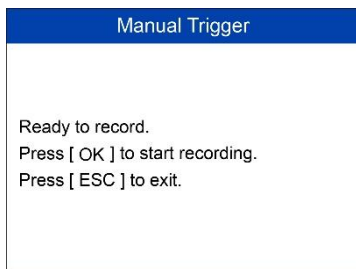 Manual Trigger
Ready to record.
Press [ OK ] to start recording.
Press [ ESC ] to exit.